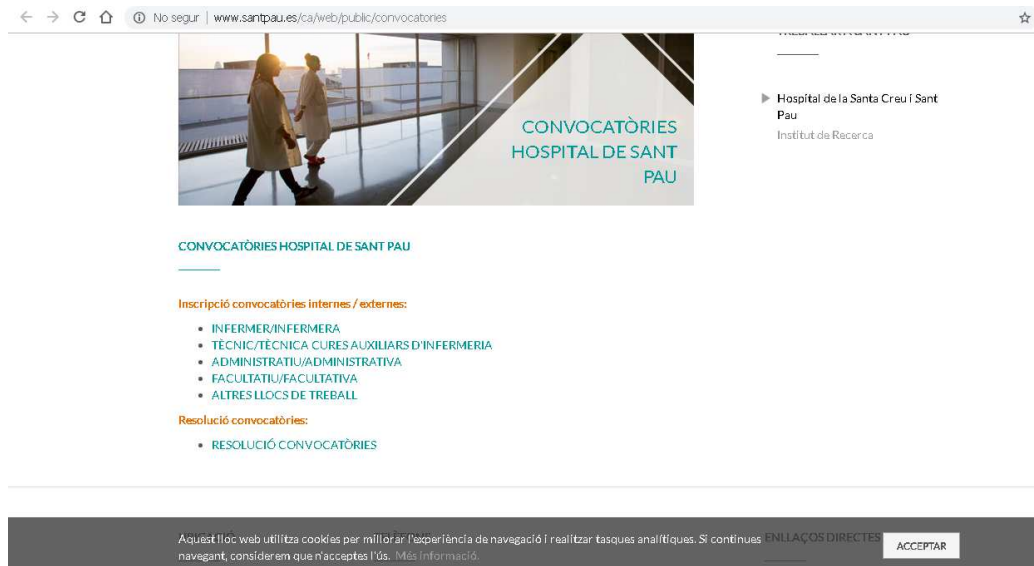 No segur | www.santpau.es/ca/web/public/convocatories
CONVOCATÒRIES
HOSPITAL DE SANT
PAU
Hospital de la Santa Creu i Sant
Pau
Institut de Recerca
CONVOCATÒRIES HOSPITAL DE SANT PAU
Inscripció convocatòries internes / externes:
INFERMER/INFERMERA
TÈCNIC/TÈCNICA CURES AUXILIARS D'INFERMERIA
ADMINISTRATIU/ADMINISTRATIVA
FACULTATIU/FACULTATIVA
ALTRES LLOCS DE TREBALL
Resolució convocatòries:
RESOLUCIÓ CONVOCATÒRIES
Aquest lloc web utilitza cookies per millorar l'experiència de navegació i realitzar tasques analítiques. Si continues
navegant, considerem que n'acceptes l'ús. Més informació.
ENLLAÇOS DIRECTES
ACCEPTAR